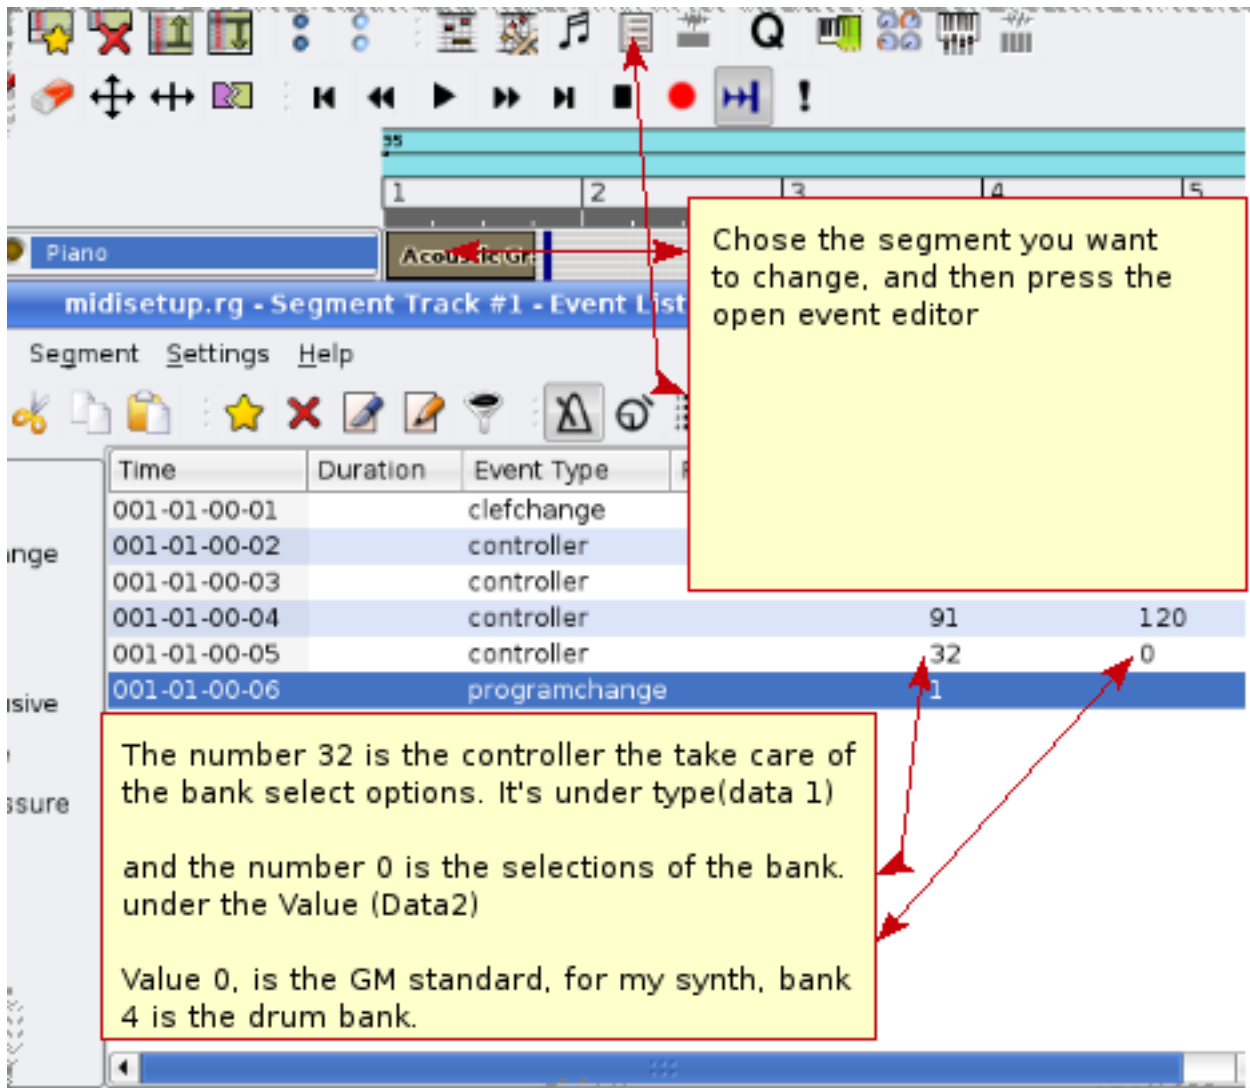 Q
!
1 2 3 4 5
Piano
Acoustic Gr
Chose the segment you want
to change, and then press the
open event editor
midisetup.rg - Segment Track #1 - Event List
Segment Settings Help
Time Duration Event Type
001-01-00-01 clefchange
001-01-00-02 controller
001-01-00-03 controller
001-01-00-04 controller 91 120
001-01-00-05 controller 32 0
001-01-00-06 programchange 1
The number 32 is the controller the take care of
the bank select options. It's under type(data 1)
and the number 0 is the selections of the bank.
under the Value (Data2)
Value 0, is the GM standard, for my synth, bank
4 is the drum bank.